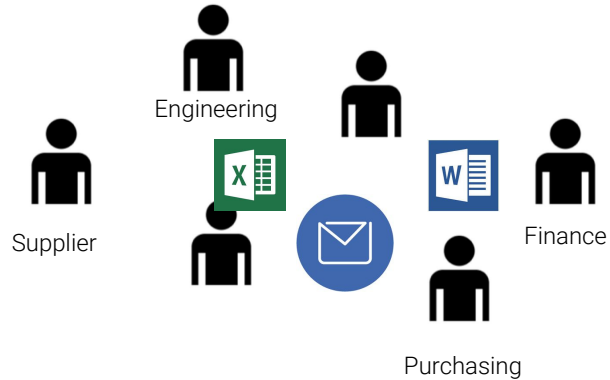 Engineering
X
W
Supplier
Finance
Purchasing